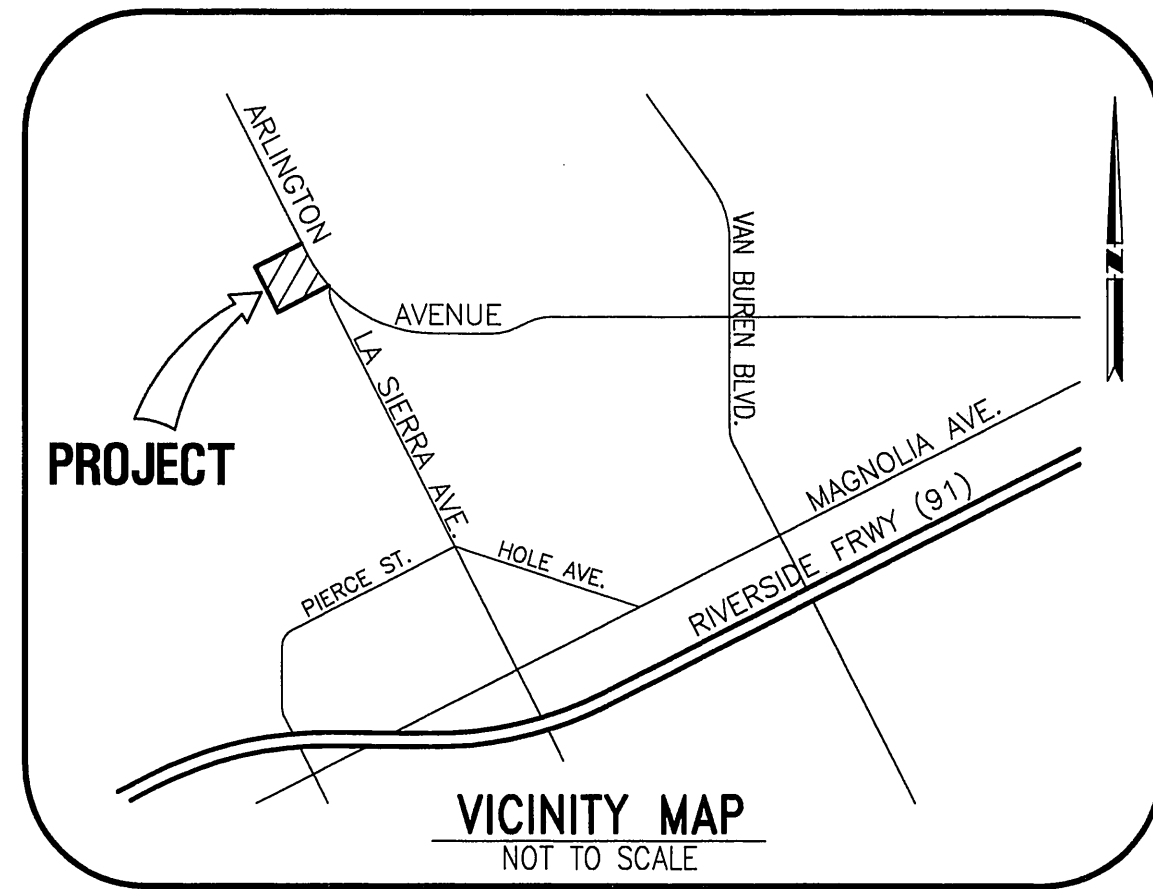 ARLINGTON
AVENUE
VAN BUREN BLVD.
N
LA SIERRA AVE.
PROJECT
MAGNOLIA AVE.
RIVERSIDE FRWY (91)
HOLE AVE.
PIERCE ST.
VICINITY MAP
NOT TO SCALE